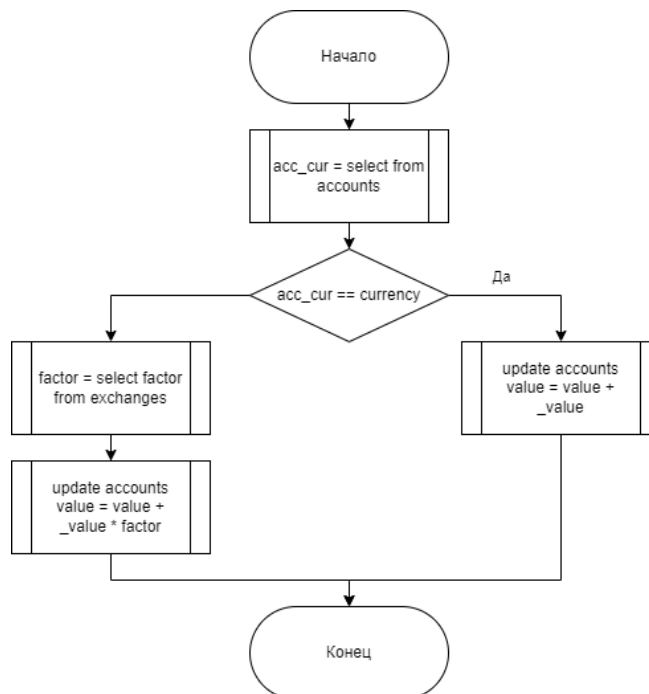 Начало
acc_cur = select from
accounts
acc_cur == currency
Да
factor = select factor
from exchanges
update accounts
value = value +
_value
update accounts
value = value +
_value * factor
Конец